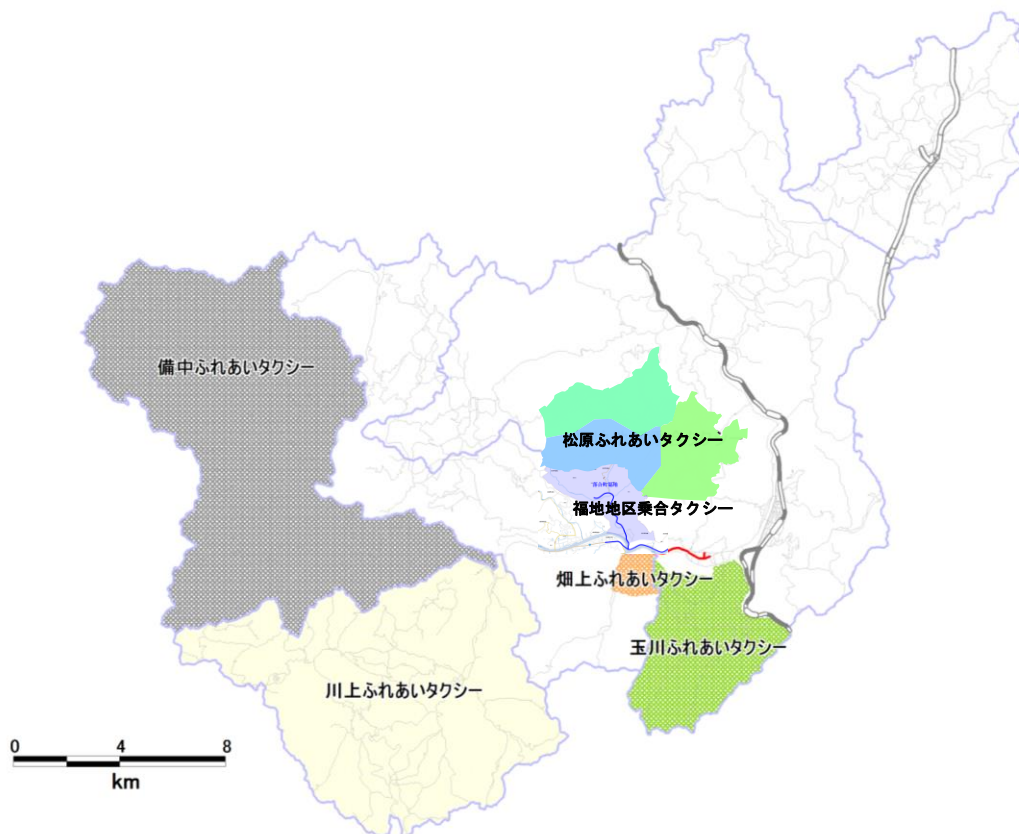 備中ふれあいタクシー
松原ふれあいタクシー
福地地区乗合タクシー
畑上ふれあいタクシー
玉川ふれあいタクシー
川上ふれあいタクシー
0 4 8
km